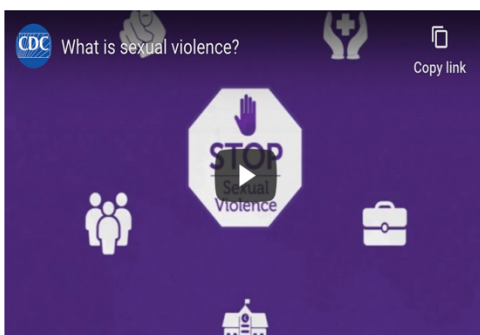 CDC
What is sexual violence?
Copy link
STOP
Sexual
Violence